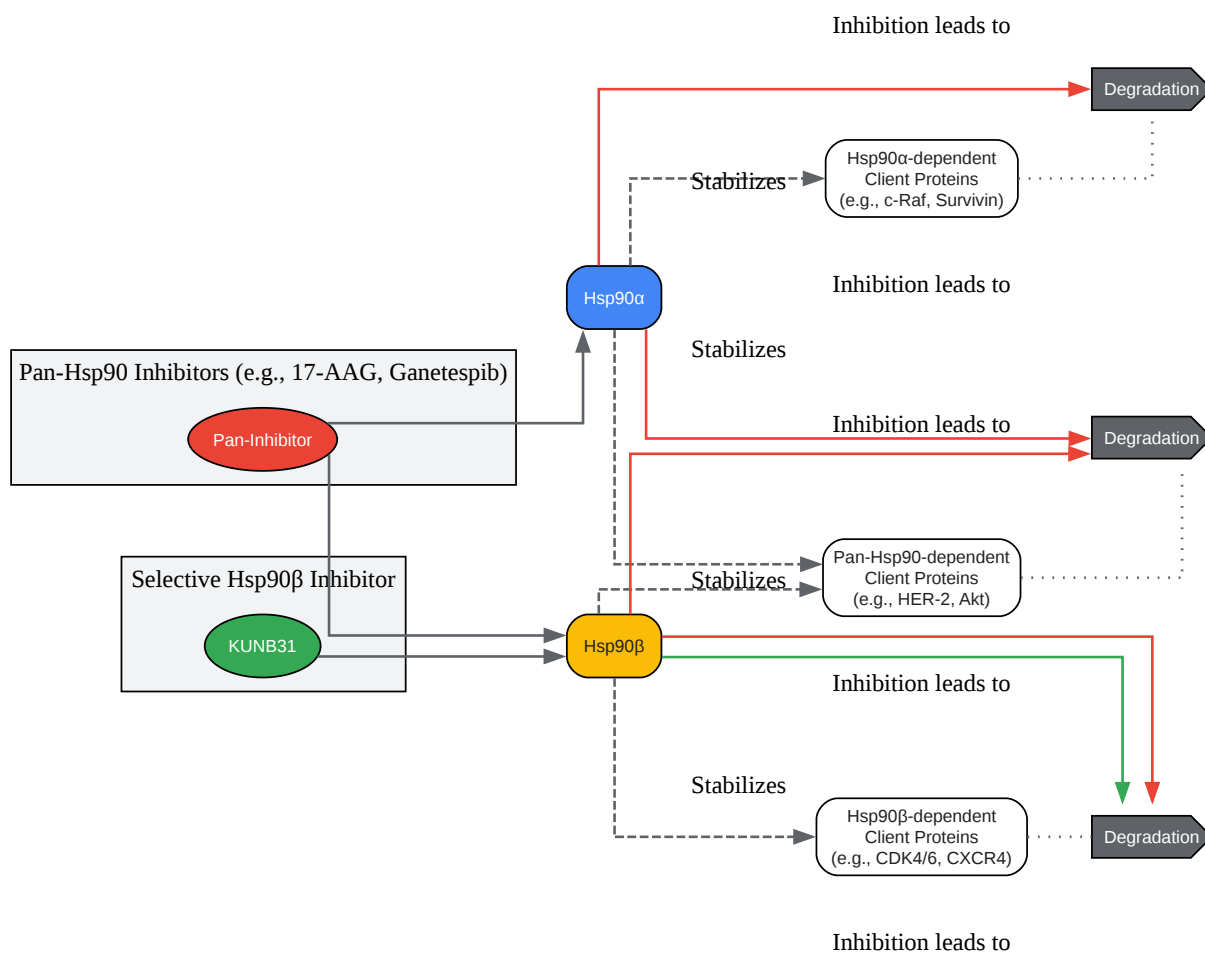 Inhibition leads to
Degradation
Hsp90α-dependent
Client Proteins
(e.g., c-Raf, Survivin)
Stabilizes
Inhibition leads to
Hsp90α
Stabilizes
Pan-Hsp90 Inhibitors (e.g., 17-AAG, Ganetespib)
Pan-Inhibitor
Inhibition leads to
Degradation
Pan-Hsp90-dependent
Client Proteins
(e.g., HER-2, Akt)
Stabilizes
Selective Hsp90β Inhibitor
KUNB31
Hsp90β
Inhibition leads to
Stabilizes
Hsp90β-dependent
Client Proteins
(e.g., CDK4/6, CXCR4)
Degradation
Inhibition leads to